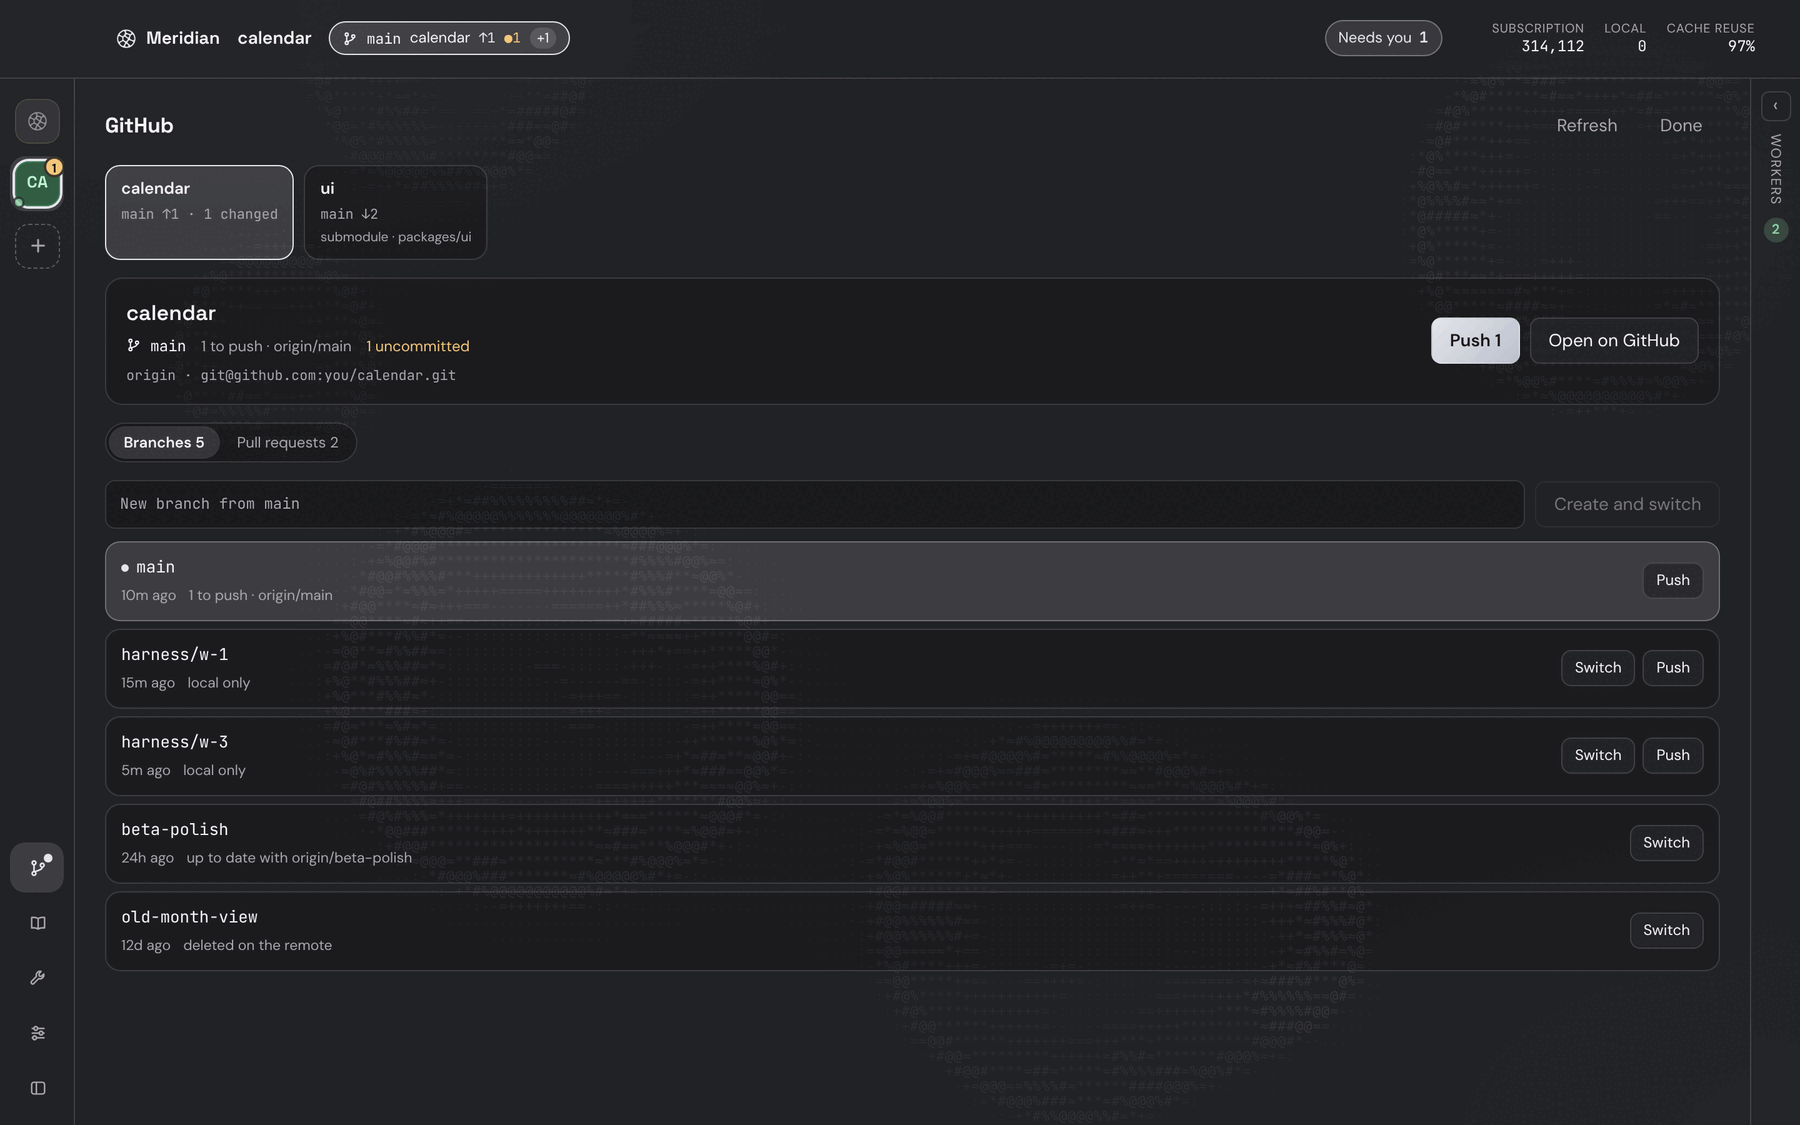 Meridian calendar main calendar ↑1 ●1 +1 Needs you 1
SUBSCRIPTION LOCAL CACHE REUSE
314,112 0 97%
GitHub
Refresh Done
‹
WORKERS
2
CA 1
+
calendar
main ↑1 · 1 changed
ui
main ↓2
submodule · packages/ui
calendar
main 1 to push · origin/main 1 uncommitted
origin · git@github.com:you/calendar.git
Push 1 Open on GitHub
Branches 5 Pull requests 2
New branch from main Create and switch
● main
10m ago 1 to push · origin/main
Push
harness/w-1
15m ago local only
Switch Push
harness/w-3
5m ago local only
Switch Push
beta-polish
24h ago up to date with origin/beta-polish
Switch
old-month-view
12d ago deleted on the remote
Switch